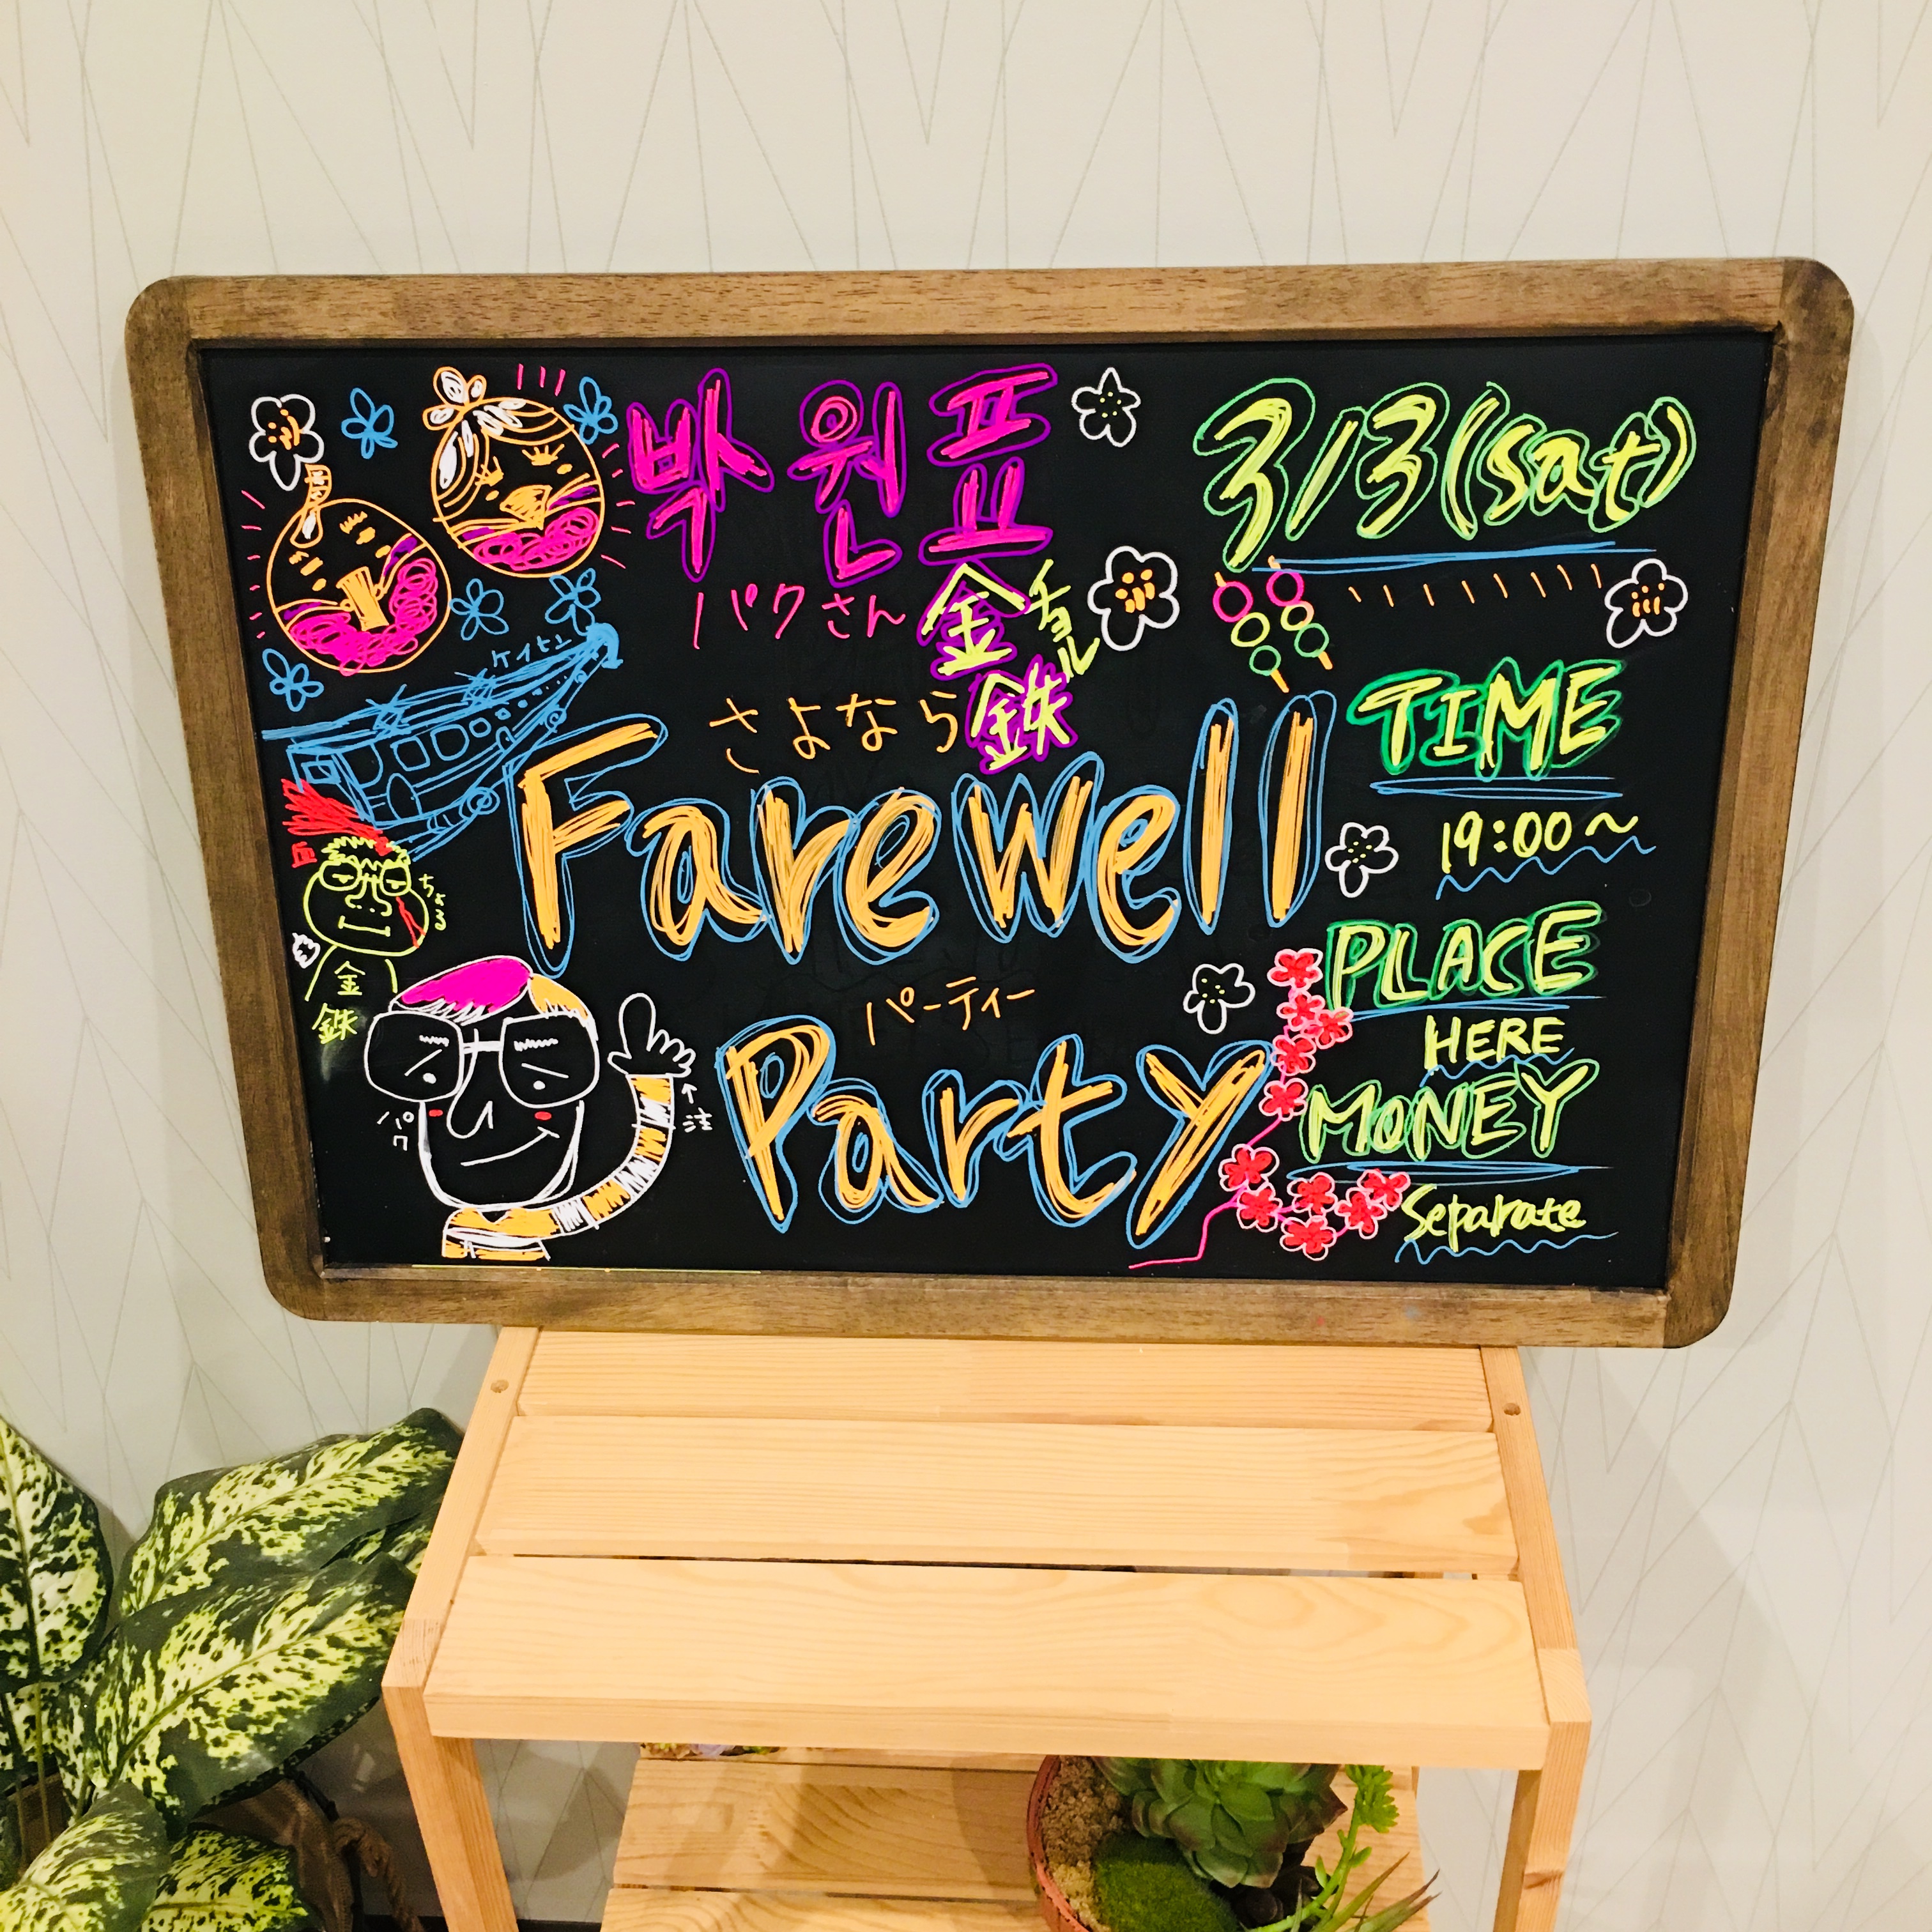 박원표
3/3(sat)
パクさん
金鉄
チョル
さよなら
Farewell
パーティー
Party
TIME
19:00~
PLACE
HERE
MONEY
Separate
ケイヒン
血
ちょる
金
鉄
パク
↑
注